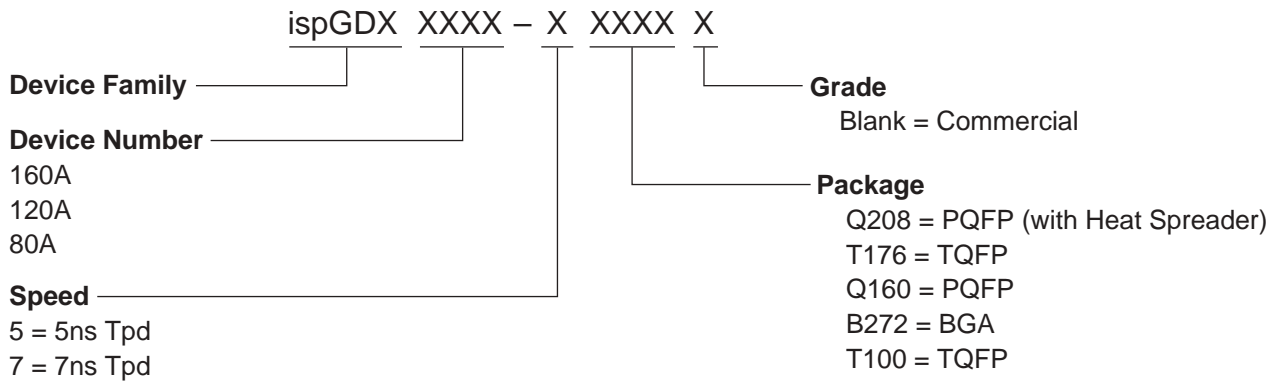 ispGDX XXXX – X XXXX X
Device Family
Device Number
160A
120A
80A
Speed
5 = 5ns Tpd
7 = 7ns Tpd
Grade
Blank = Commercial
Package
Q208 = PQFP (with Heat Spreader)
T176 = TQFP
Q160 = PQFP
B272 = BGA
T100 = TQFP